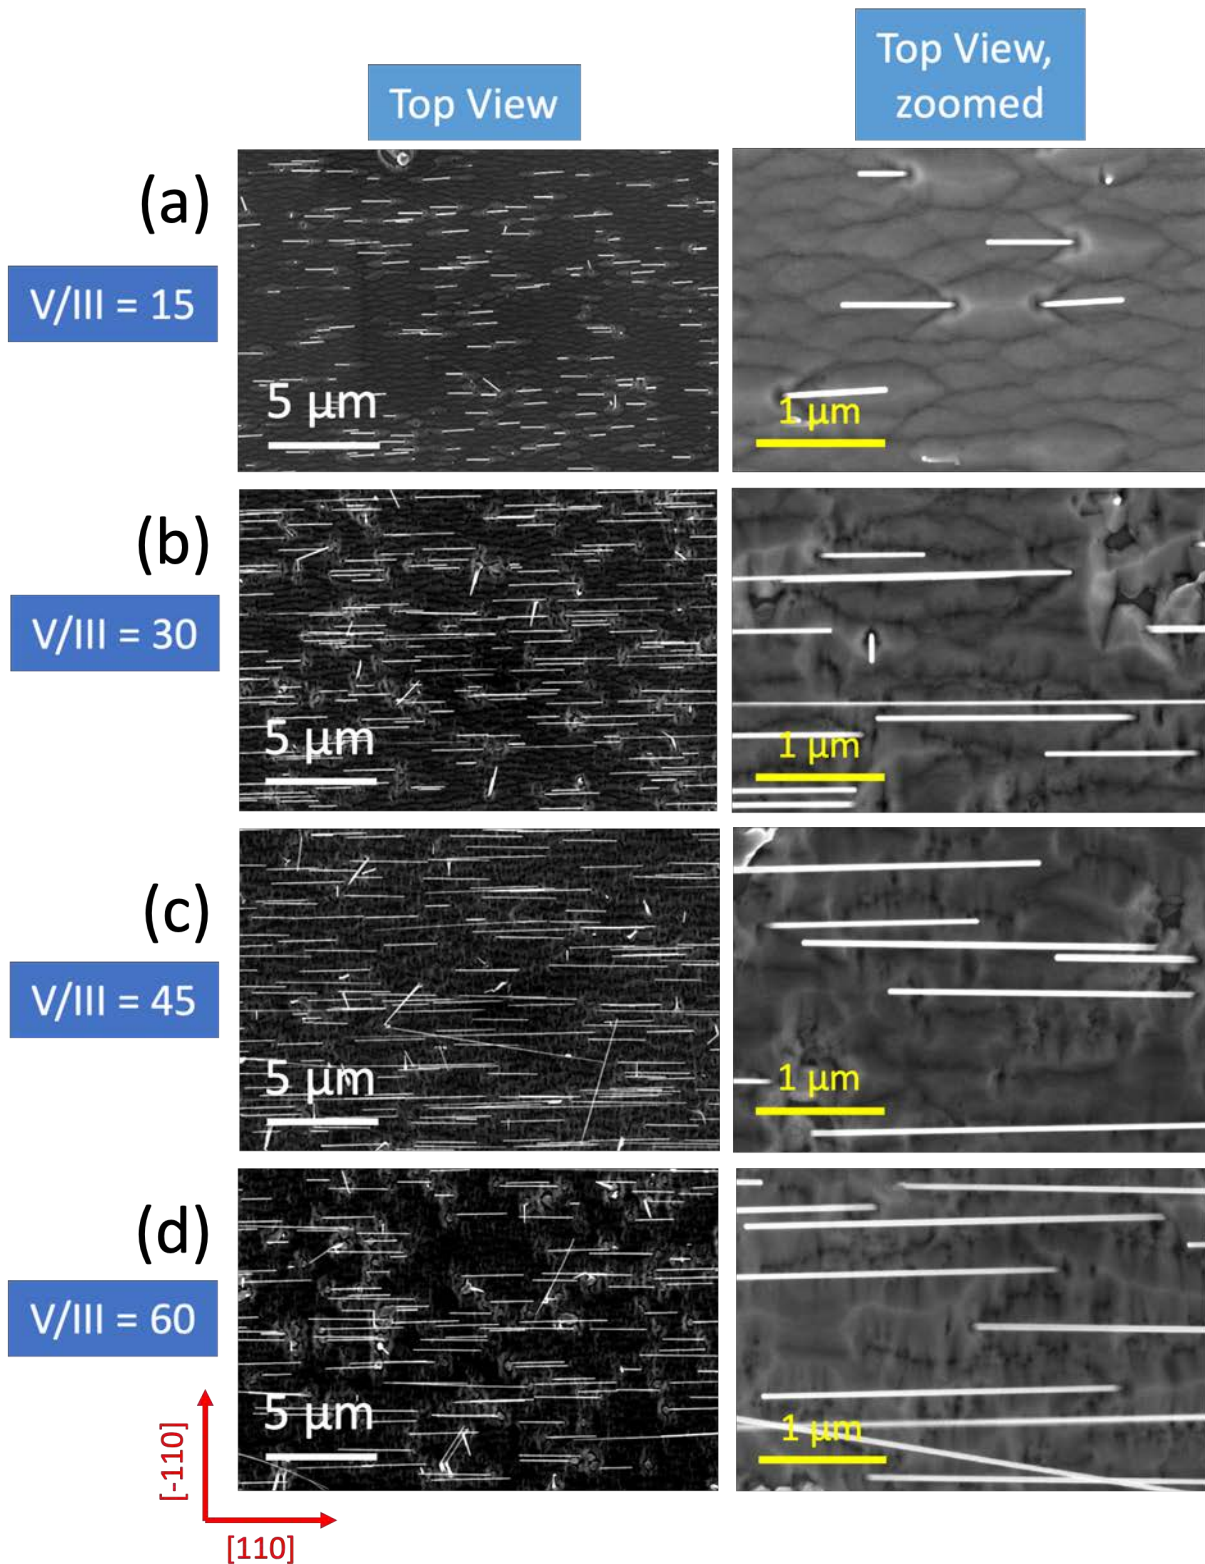 Top View
Top View,
zoomed
(a)
V/III = 15
5 µm
1 µm
(b)
V/III = 30
5 µm
1 µm
(c)
V/III = 45
5 µm
1 µm
(d)
V/III = 60
5 µm
1 µm
[-110]
[110]